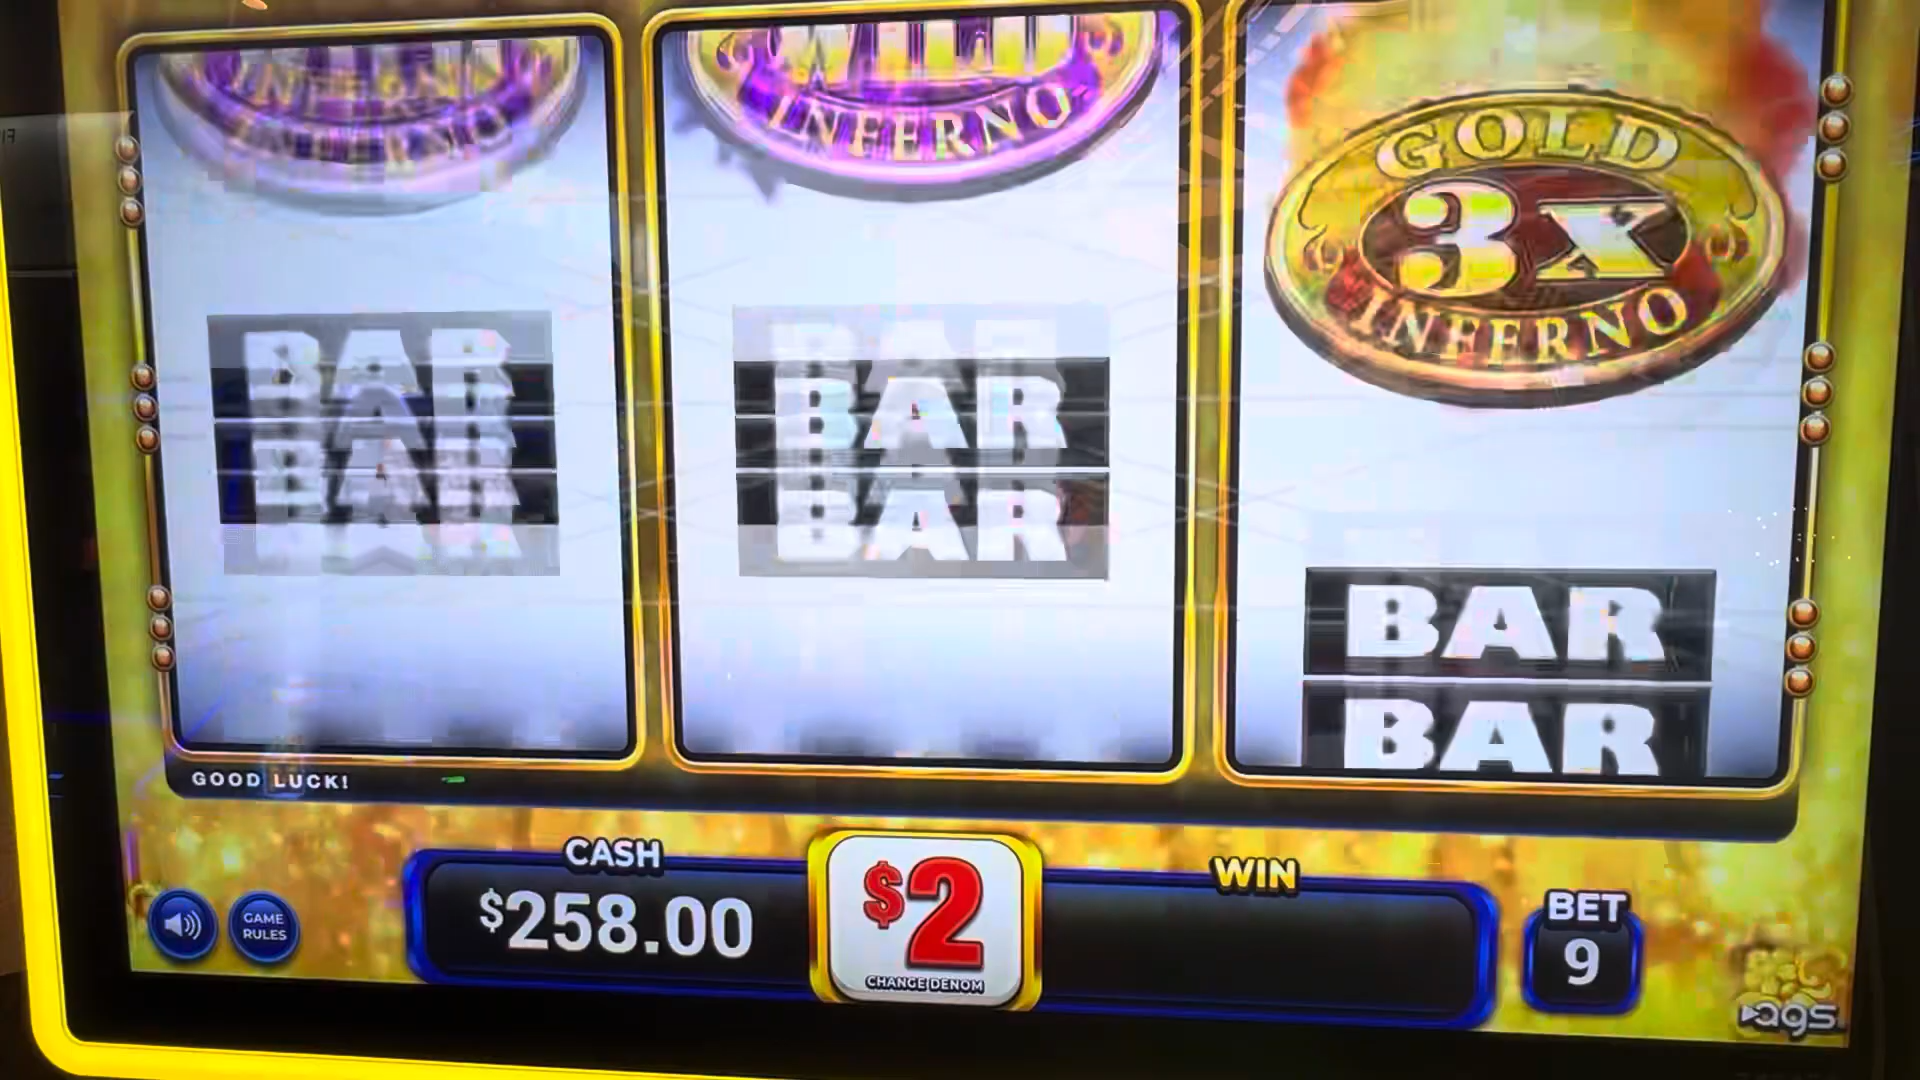 INFERNO
WILD
INFERNO
GOLD
3X
INFERNO
BAR
BAR
BAR
BAR
BAR
BAR
GOOD LUCK!
CASH
$258.00
$2
CHANGE DENOM
WIN
BET
9
GAME
RULES
ags